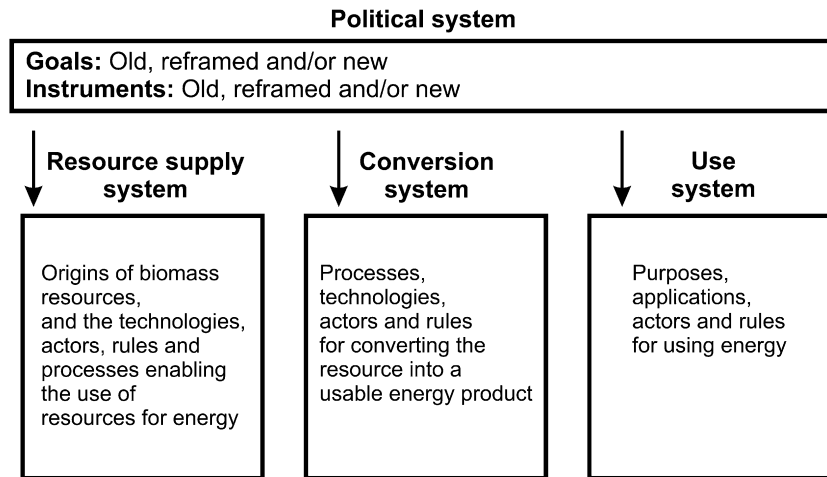 Political system
Goals: Old, reframed and/or new
Instruments: Old, reframed and/or new
Resource supply
system
Origins of biomass
resources,
and the technologies,
actors, rules and
processes enabling
the use of
resources for energy
Conversion
system
Processes,
technologies,
actors and rules
for converting the
resource into a
usable energy product
Use
system
Purposes,
applications,
actors and rules
for using energy